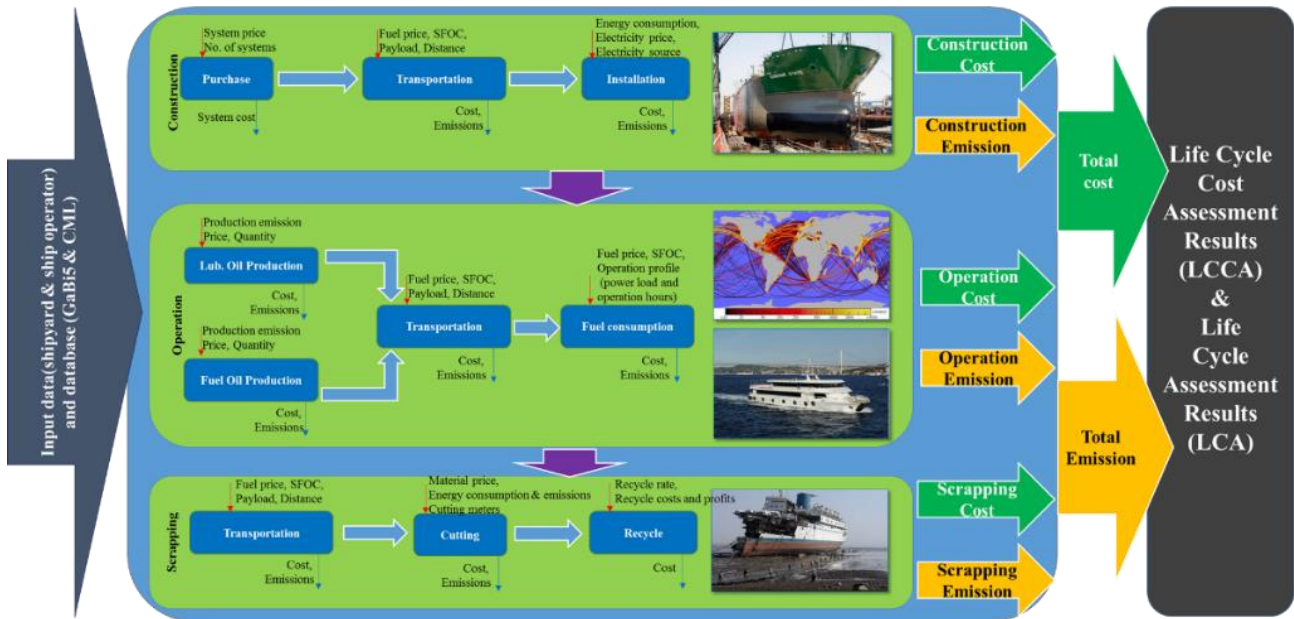 Input data(shipyard & ship operator)
and database (GaBi5 & CML)
Construction
System price
No. of systems
Purchase
System cost
Fuel price, SFOC,
Payload, Distance
Transportation
Cost,
Emissions
Energy consumption,
Electricity price,
Electricity source
Installation
Cost,
Emissions
Construction
Cost
Construction
Emission
Operation
Production emission
Price, Quantity
Lub. Oil Production
Cost,
Emissions
Production emission
Price, Quantity
Fuel Oil Production
Cost,
Emissions
Fuel price, SFOC,
Payload, Distance
Transportation
Cost,
Emissions
Fuel price, SFOC,
Operation profile
(power load and
operation hours)
Fuel consumption
Cost,
Emissions
Operation
Cost
Operation
Emission
Scrapping
Fuel price, SFOC,
Payload, Distance
Transportation
Cost,
Emissions
Material price,
Energy consumption & emissions
Cutting meters
Cutting
Cost,
Emissions
Recycle rate,
Recycle costs and profits
Recycle
Cost
Scrapping
Cost
Scrapping
Emission
Total
cost
Total
Emission
Life Cycle
Cost
Assessment
Results
(LCCA)
&
Life
Cycle
Assessment
Results
(LCA)